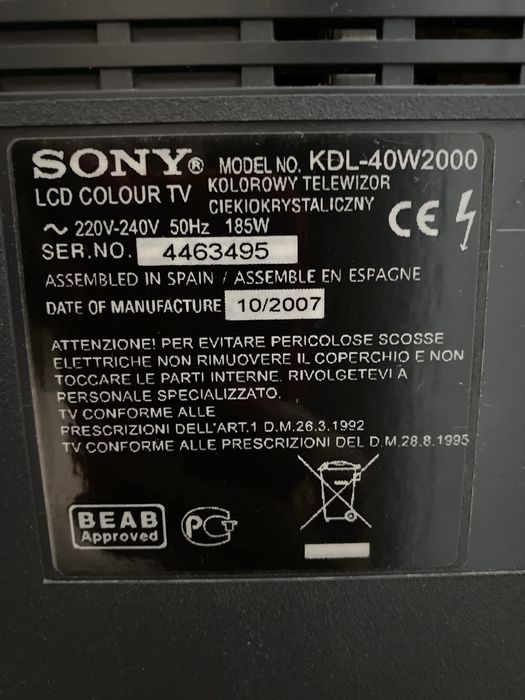 SONY® MODEL NO. KDL-40W2000
LCD COLOUR TV KOLOROWY TELEWIZOR
CIEKIOKRYSTALICZNY
CE
~ 220V-240V 50Hz 185W
SER.NO. 4463495
ASSEMBLED IN SPAIN / ASSEMBLE EN ESPAGNE
DATE OF MANUFACTURE 10/2007
ATTENZIONE! PER EVITARE PERICOLOSE SCOSSE
ELETTRICHE NON RIMUOVERE IL COPERCHIO E NON
TOCCARE LE PARTI INTERNE. RIVOLGETEVI A
PERSONALE SPECIALIZZATO.
TV CONFORME ALLE
PRESCRIZIONI DELL'ART.1 D.M.26.3.1992
TV CONFORME ALLE PRESCRIZIONI DEL D.M.28.8.1995
BEAB
Approved
PCT